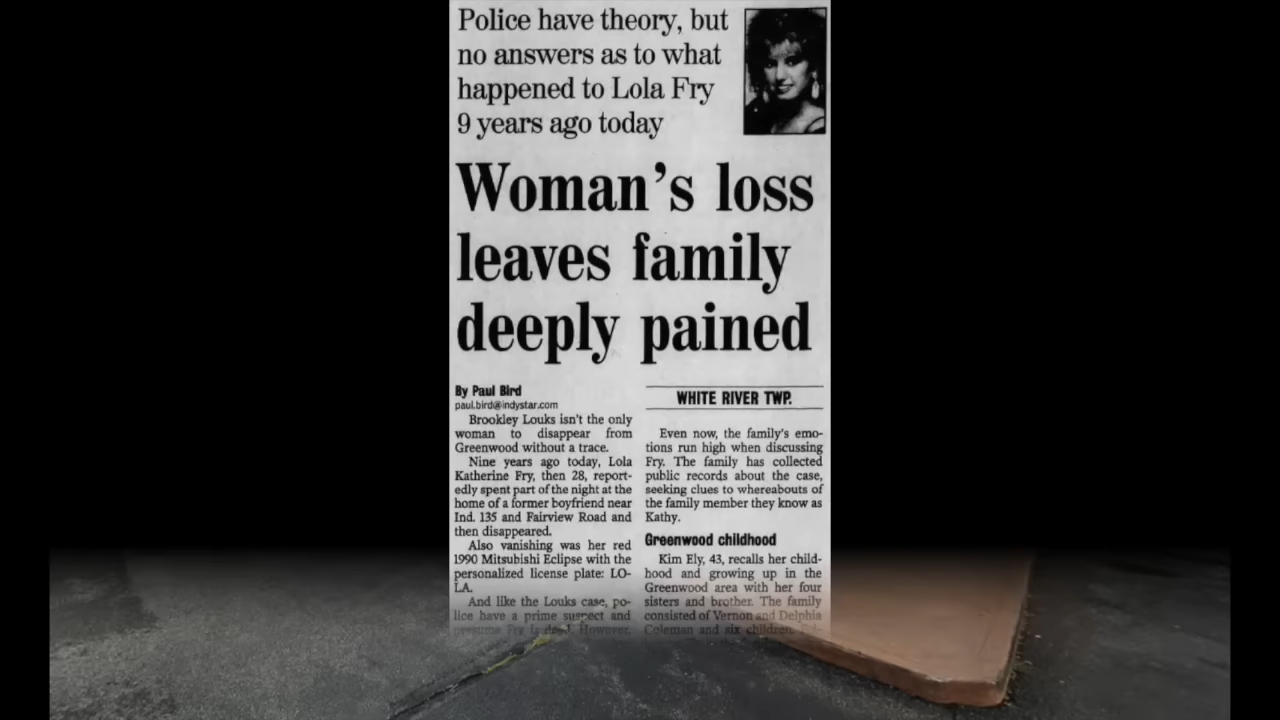 Police have theory, but
no answers as to what
happened to Lola Fry
9 years ago today
Woman's loss
leaves family
deeply pained
By Paul Bird
paul.bird@indystar.com
Brookley Louks isn't the only
woman to disappear from
Greenwood without a trace.
Nine years ago today, Lola
Katherine Fry, then 28, report-
edly spent part of the night at the
home of a former boyfriend near
Ind. 135 and Fairview Road and
then disappeared.
Also vanishing was her red
1990 Mitsubishi Eclipse with the
personalized license plate: LO-
LA.
And like the Louks case, po-
lice have a prime suspect and
presume Fry is dead. However,
WHITE RIVER TWP.
Even now, the family's emo-
tions run high when discussing
Fry. The family has collected
public records about the case,
seeking clues to whereabouts of
the family member they know as
Kathy.
Greenwood childhood
Kim Ely, 43, recalls her child-
hood and growing up in the
Greenwood area with her four
sisters and brother. The family
consisted of Vernon and Delphia
Coleman and six children.